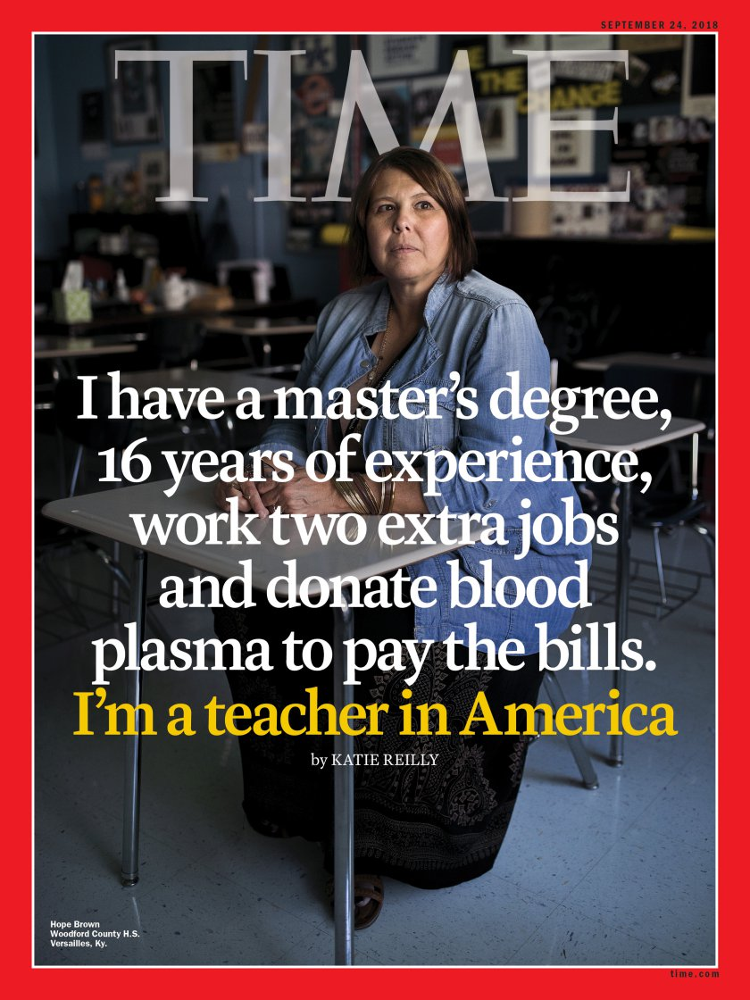 SEPTEMBER 24, 2018
TIME
THE
CHANGE
I have a master’s degree,
16 years of experience,
work two extra jobs
and donate blood
plasma to pay the bills.
I’m a teacher in America
by KATIE REILLY
Hope Brown
Woodford County H.S.
Versailles, Ky.
time.com